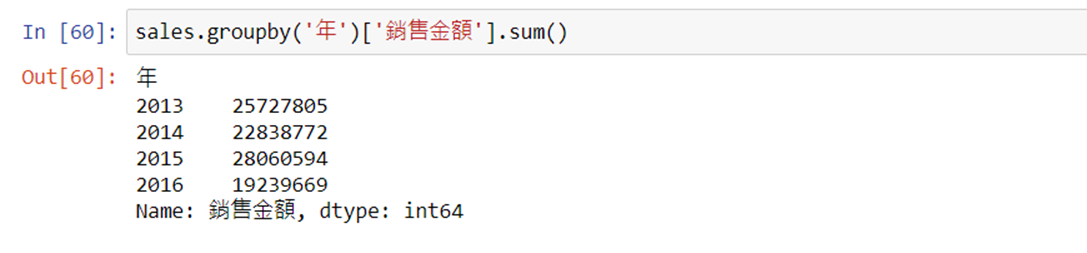 In [60]: sales.groupby('年')['銷售金額'].sum()
Out[60]: 年
2013    25727805
2014    22838772
2015    28060594
2016    19239669
Name: 銷售金額, dtype: int64